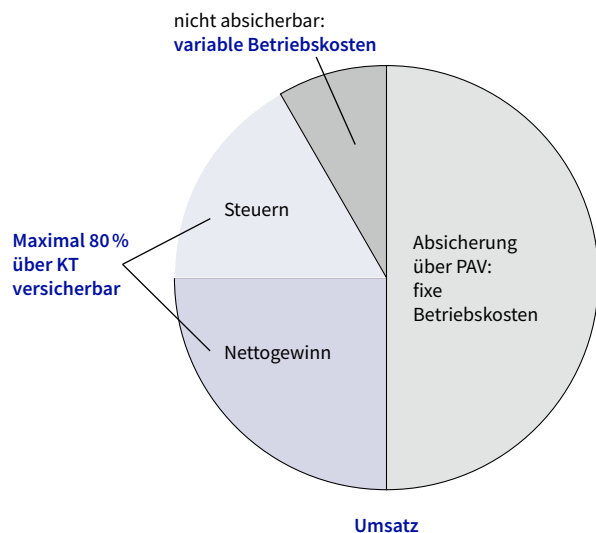 nicht absicherbar:
variable Betriebskosten
Steuern
Maximal 80 %
über KT
versicherbar
Absicherung
über PAV:
fixe
Betriebskosten
Nettogewinn
Umsatz